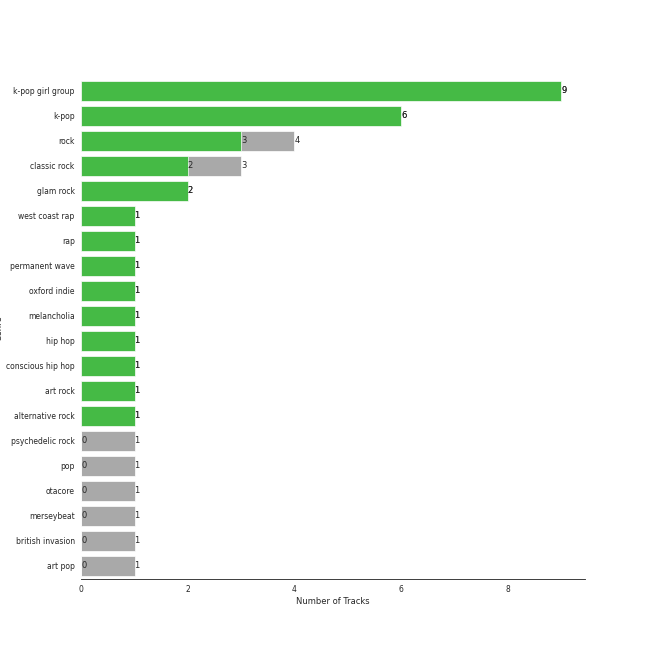 k-pop girl group 9
k-pop 6
rock 3 4
classic rock 2 3
glam rock 2
west coast rap 1
rap 1
permanent wave 1
oxford indie 1
melancholia 1
hip hop 1
conscious hip hop 1
art rock 1
alternative rock 1
psychedelic rock 0 1
pop 0 1
otacore 0 1
merseybeat 0 1
british invasion 0 1
art pop 0 1
0 2 4 6 8
Number of Tracks